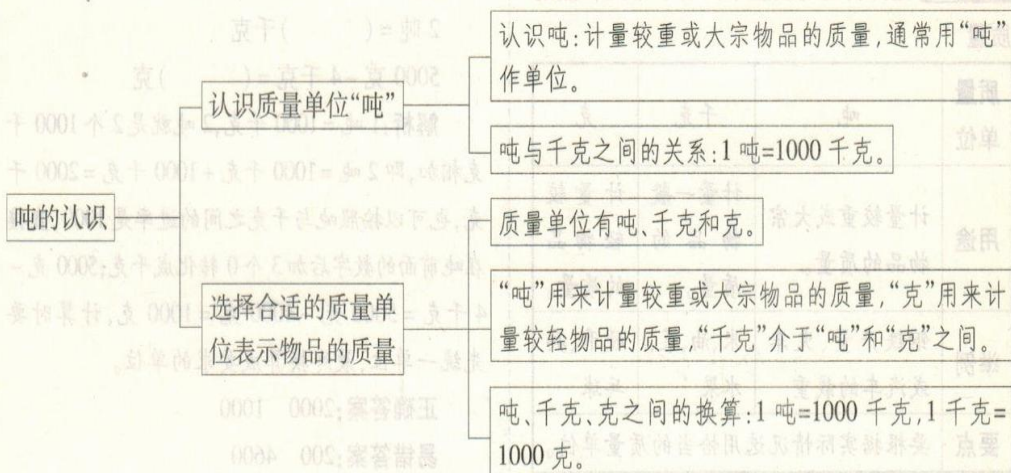 吨的认识
认识质量单位“吨”
认识吨:计量较重或大宗物品的质量,通常用“吨”
作单位。
吨与千克之间的关系:1 吨=1000 千克。
选择合适的质量单
位表示物品的质量
质量单位有吨、千克和克。
“吨”用来计量较重或大宗物品的质量,“克”用来计
量较轻物品的质量,“千克”介于“吨”和“克”之间。
吨、千克、克之间的换算:1 吨=1000 千克,1 千克=
1000 克。